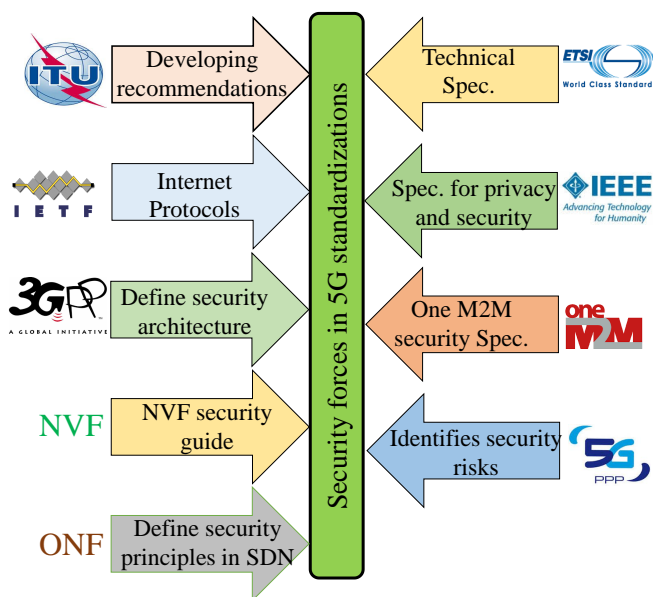 ITU
Developing
recommendations
IETF
Internet
Protocols
3GPP
A GLOBAL INITIATIVE
Define security
architecture
NVF
NVF security
guide
ONF
Define security
principles in SDN
Security forces in 5G standardizations
Technical
Spec.
ETSI
World Class Standard
Spec. for privacy
and security
IEEE
Advancing Technology
for Humanity
One M2M
security Spec.
one
M2M
Identifies security
risks
5G
PPP